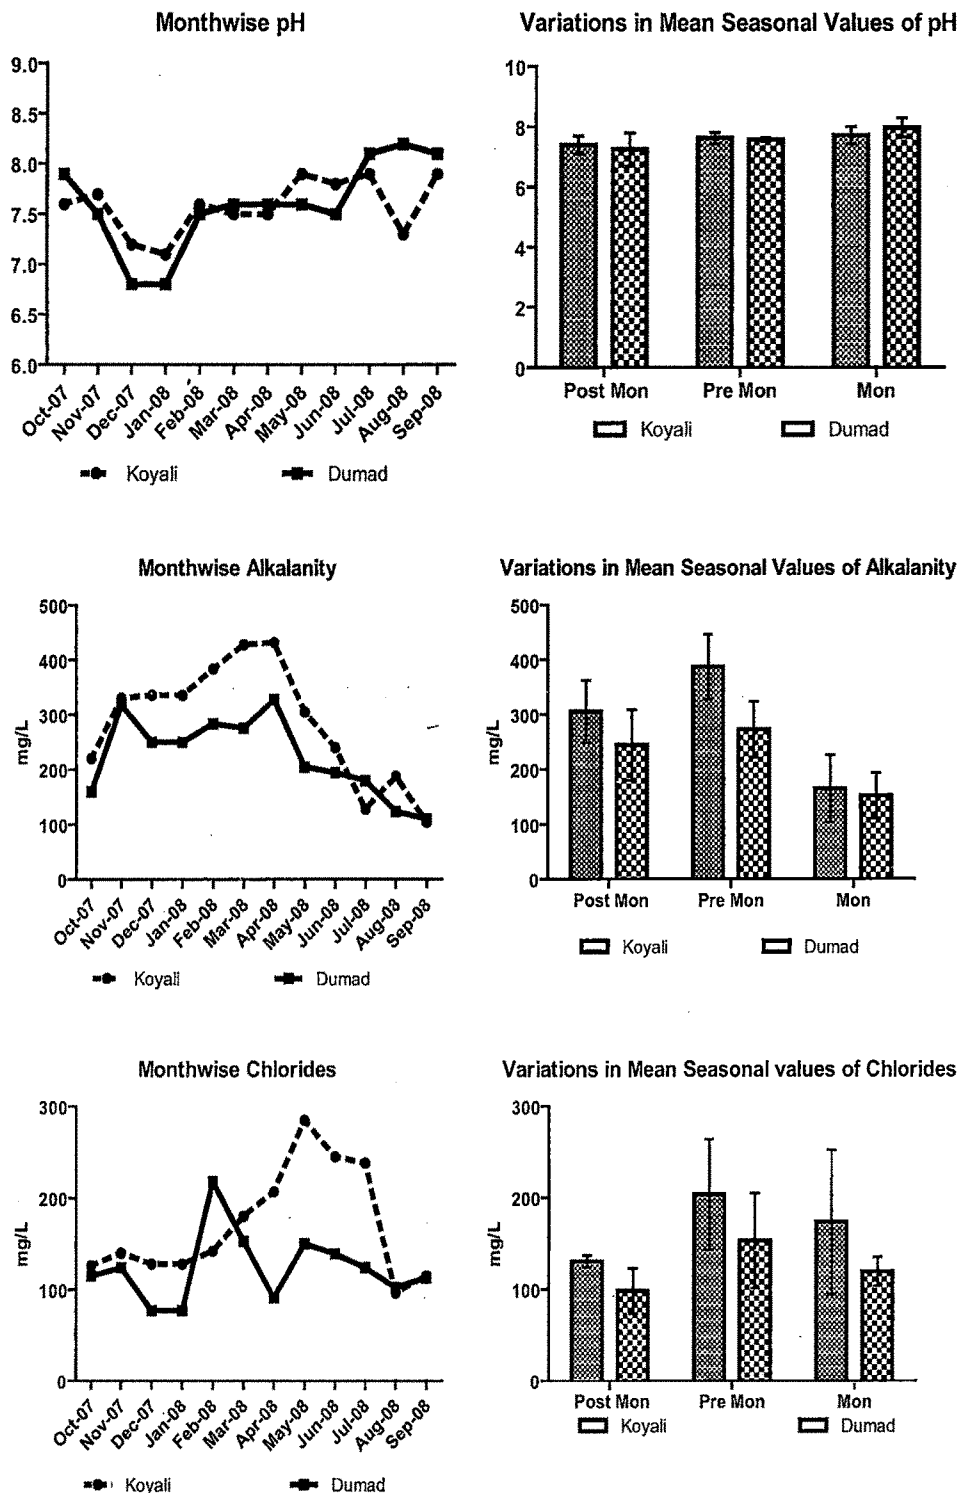 Monthwise pH
9.0
8.5
8.0
7.5
7.0
6.5
6.0
Oct-07 Nov-07 Dec-07 Jan-08 Feb-08 Mar-08 Apr-08 May-08 Jun-08 Jul-08 Aug-08 Sep-08
Koyali Dumad
Variations in Mean Seasonal Values of pH
10
8
6
4
2
0
Post Mon Pre Mon Mon
Koyali Dumad
Monthwise Alkalanity
mg/L
500
400
300
200
100
0
Oct-07 Nov-07 Dec-07 Jan-08 Feb-08 Mar-08 Apr-08 May-08 Jun-08 Jul-08 Aug-08 Sep-08
Koyali Dumad
Variations in Mean Seasonal Values of Alkalanity
mg/L
500
400
300
200
100
0
Post Mon Pre Mon Mon
Koyali Dumad
Monthwise Chlorides
mg/L
300
200
100
0
Oct-07 Nov-07 Dec-07 Jan-08 Feb-08 Mar-08 Apr-08 May-08 Jun-08 Jul-08 Aug-08 Sep-08
Koyali Dumad
Variations in Mean Seasonal values of Chlorides
mg/L
300
200
100
0
Post Mon Pre Mon Mon
Koyali Dumad